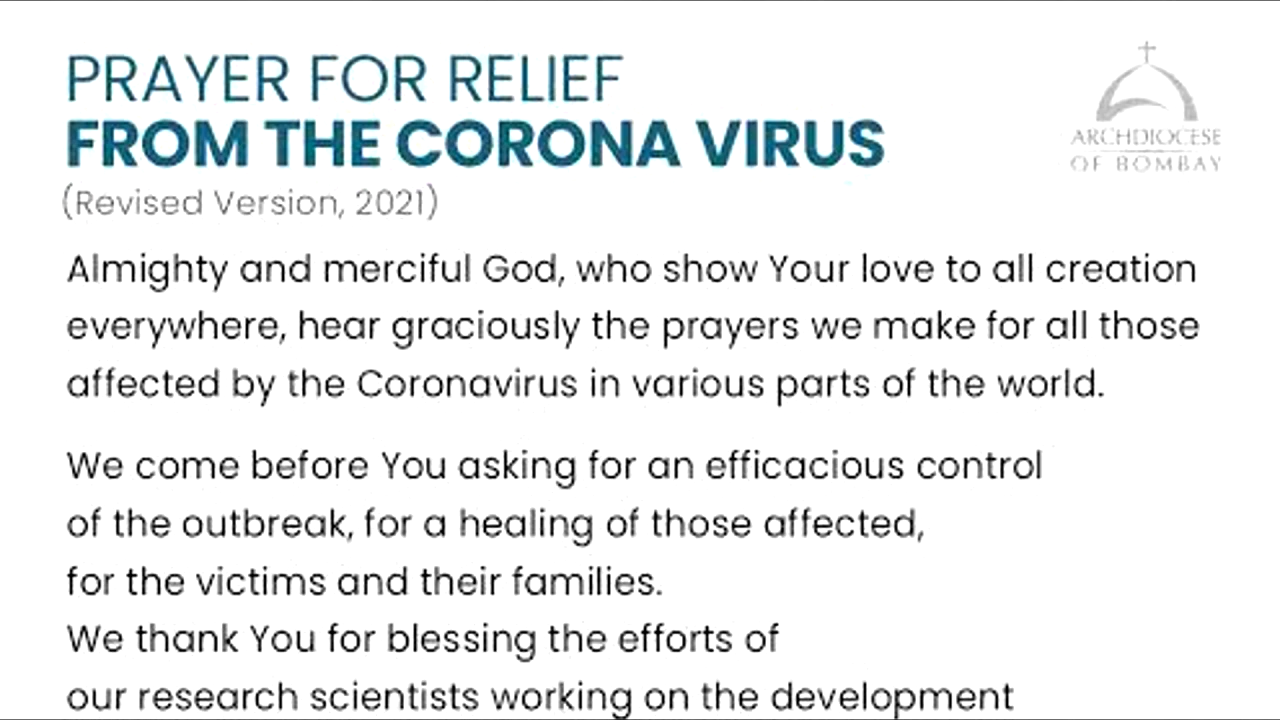 PRAYER FOR RELIEF
FROM THE CORONA VIRUS
(Revised Version, 2021)
ARCHDIOCESE
OF BOMBAY
Almighty and merciful God, who show Your love to all creation
everywhere, hear graciously the prayers we make for all those
affected by the Coronavirus in various parts of the world.
We come before You asking for an efficacious control
of the outbreak, for a healing of those affected,
for the victims and their families.
We thank You for blessing the efforts of
our research scientists working on the development